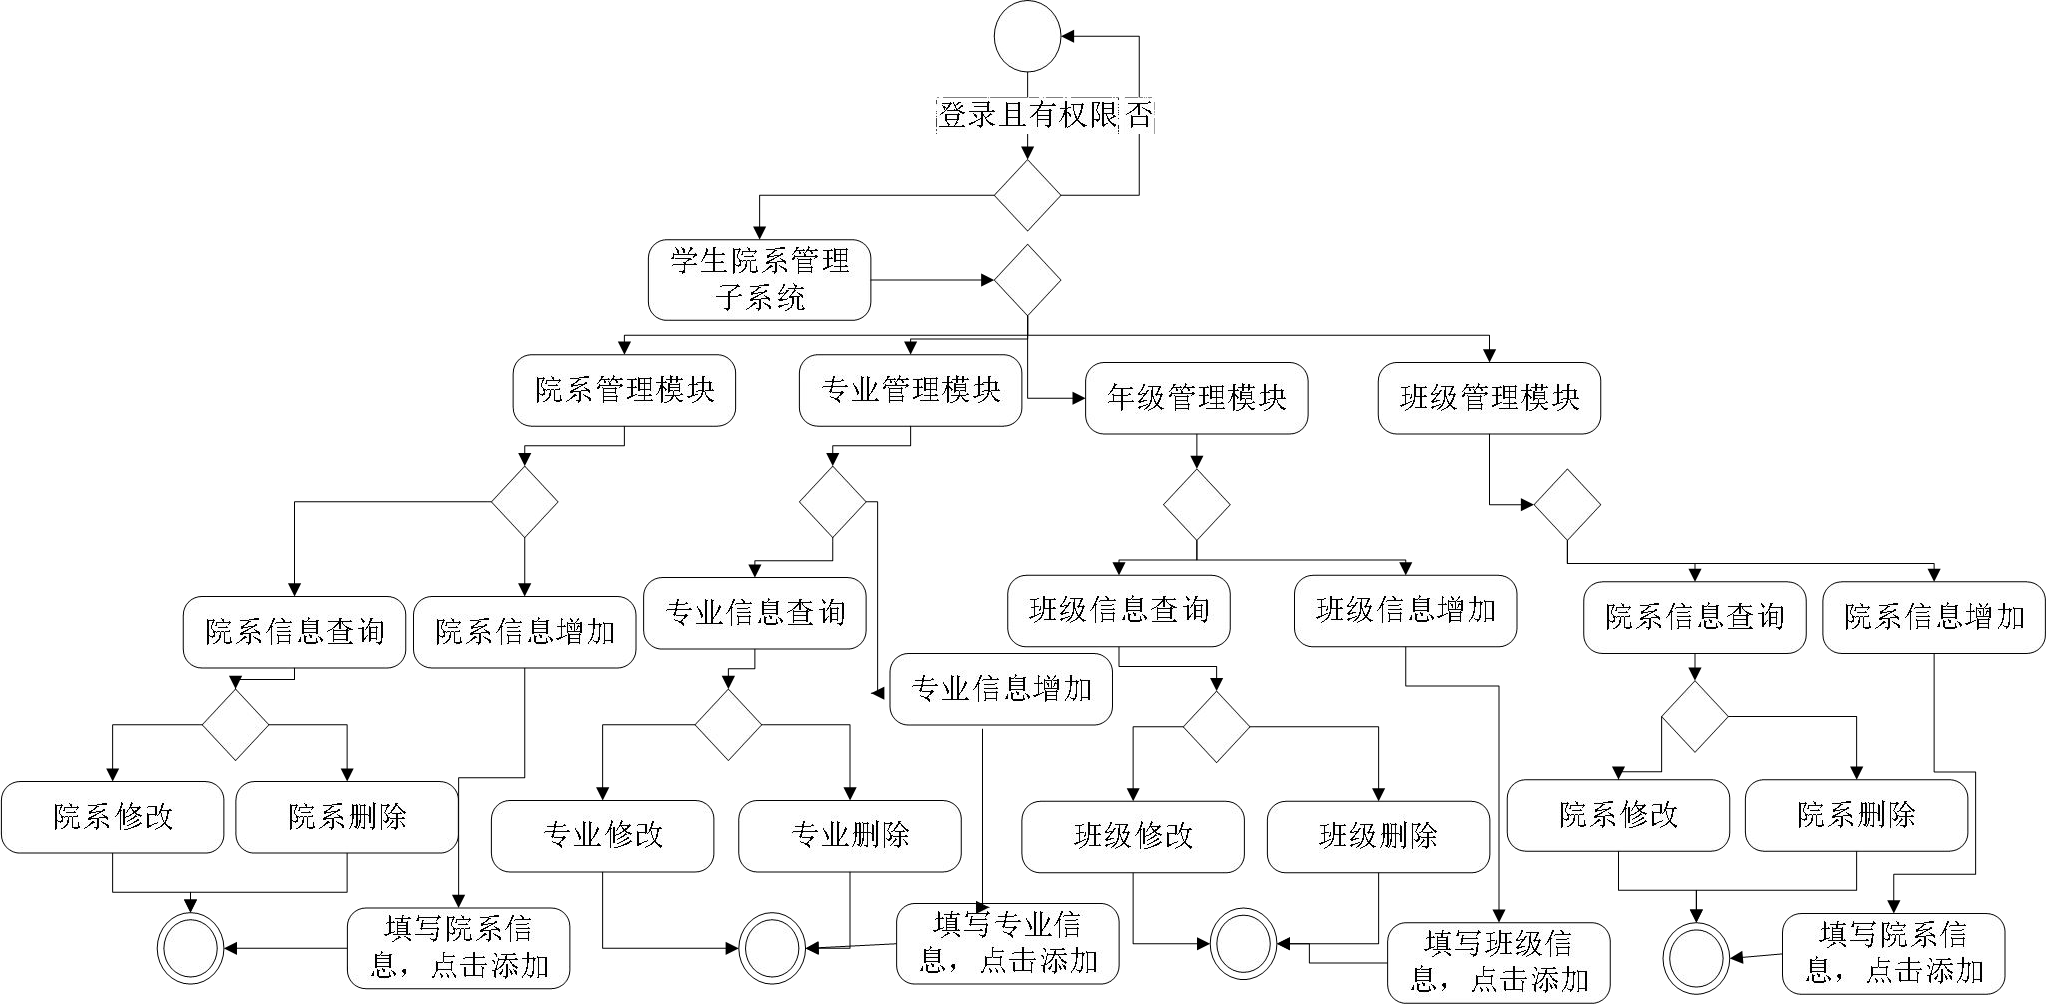 登录且有权限
否
学生院系管理
子系统
院系管理模块
专业管理模块
年级管理模块
班级管理模块
院系信息查询
院系信息增加
专业信息查询
专业信息增加
班级信息查询
班级信息增加
院系信息查询
院系信息增加
院系修改
院系删除
专业修改
专业删除
班级修改
班级删除
院系修改
院系删除
填写院系信
息，点击添加
填写专业信
息，点击添加
填写班级信
息，点击添加
填写院系信
息，点击添加